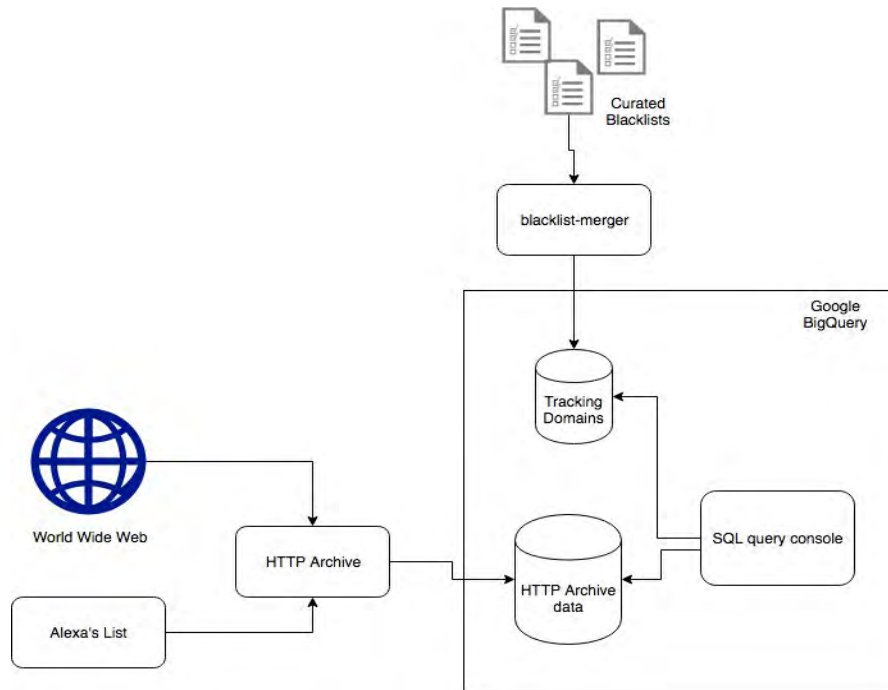 Curated
Blacklists
blacklist-merger
Google
BigQuery
Tracking
Domains
World Wide Web
HTTP Archive
SQL query console
HTTP Archive
data
Alexa's List